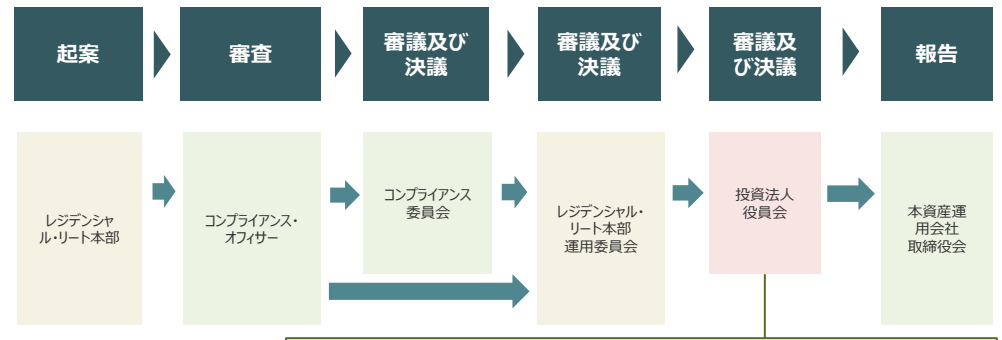 起案
審査
審議及び
決議
審議及び
決議
審議及
び決議
報告
レジデンシャ
ル・リート本部
コンプライアンス・
オフィサー
コンプライアンス
委員会
レジデンシャル・
リート本部
運用委員会
投資法人
役員会
本資産運
用会社
取締役会